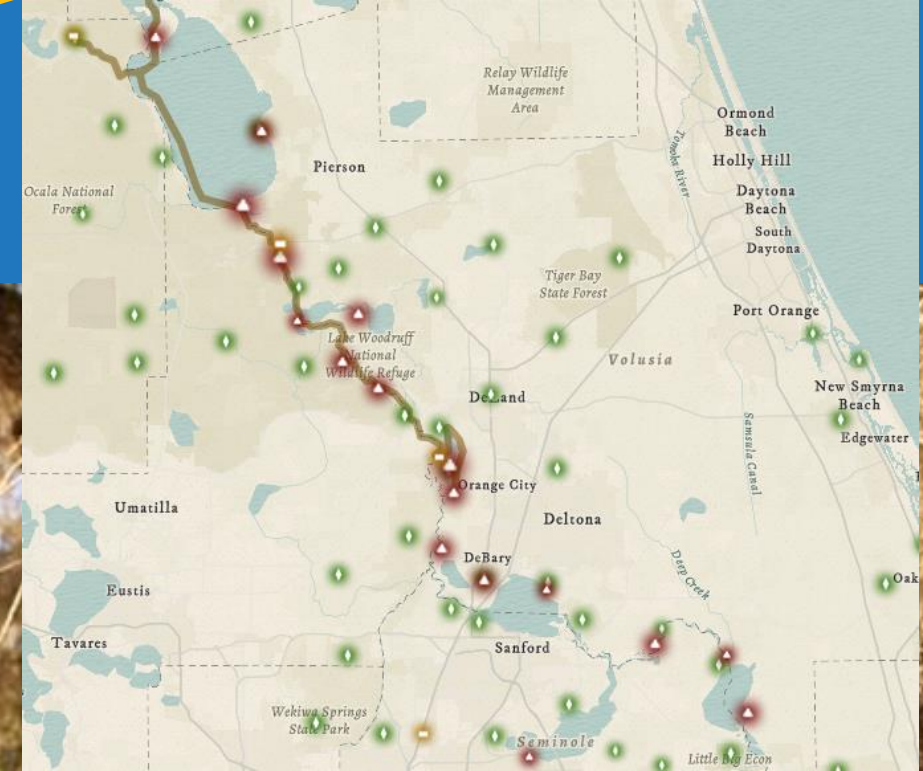 Relay Wildlife
Management
Area
Ormond
Beach
Tomoka River
Holly Hill
Pierson
Daytona
Beach
Ocala National
Forest
South
Daytona
Tiger Bay
State Forest
Port Orange
Lake Woodruff
National
Wildlife Refuge
Volusia
New Smyrna
Beach
DeLand
Edgewater
Samsula Canal
Orange City
Umatilla
Deltona
DeBary
Deep Creek
Oak
Eustis
Tavares
Sanford
Wekiwa Springs
State Park
Seminole
Little Big Econ